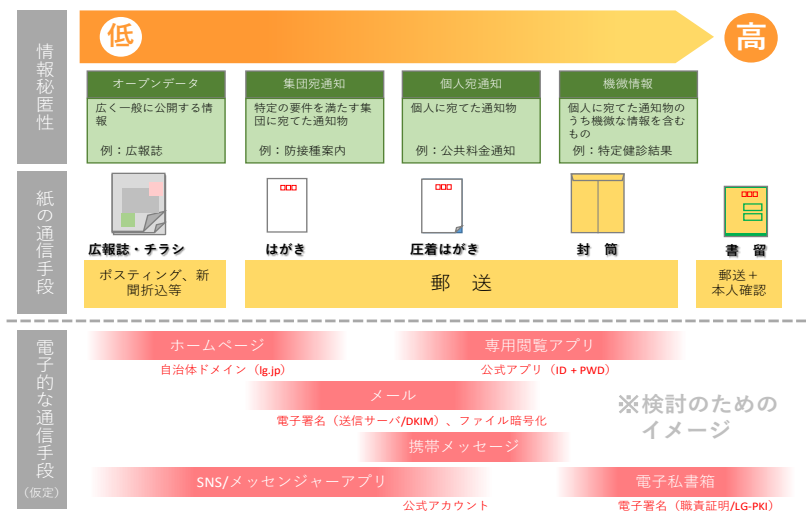 情報秘匿性
低
高
オープンデータ
広く一般に公開する情
報
例：広報誌
集団宛通知
特定の要件を満たす集
団に宛てた通知物
例：防接種案内
個人宛通知
個人に宛てた通知物
例：公共料金通知
機微情報
個人に宛てた通知物の
うち機微な情報を含む
もの
例：特定健診結果
紙の通信手段
広報誌・チラシ
はがき
圧着はがき
封　筒
書　留
ポスティング、新
聞折込等
郵　送
郵送＋
本人確認
電子的な通信手段
（仮定）
ホームページ
自治体ドメイン（lg.jp）
専用閲覧アプリ
公式アプリ（ID + PWD）
メール
電子署名（送信サーバ/DKIM）、ファイル暗号化
※検討のための
イメージ
携帯メッセージ
SNS/メッセンジャーアプリ
公式アカウント
電子私書箱
電子署名（職責証明/LG-PKI）